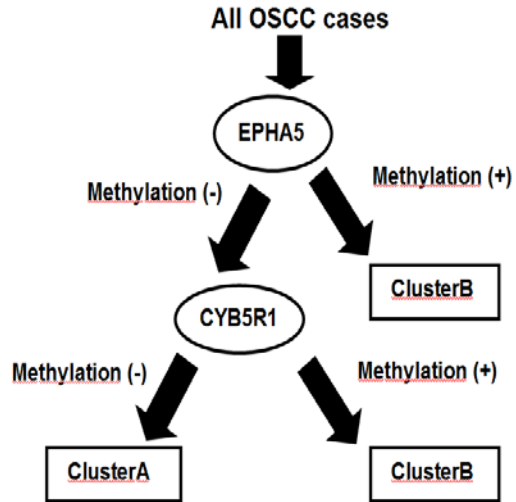 All OSCC cases
EPHA5
Methylation (-)
Methylation (+)
ClusterB
CYB5R1
Methylation (-)
Methylation (+)
ClusterA
ClusterB